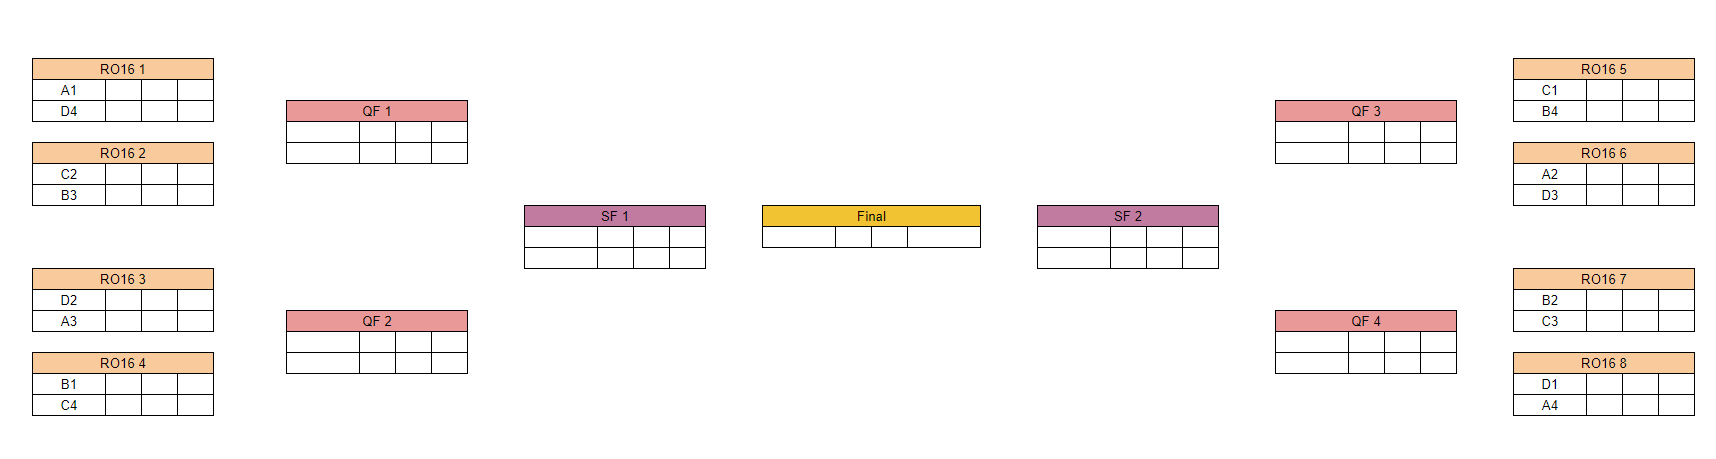 RO16 1
A1
D4
RO16 2
C2
B3
RO16 3
D2
A3
RO16 4
B1
C4
QF 1
QF 2
SF 1
Final
SF 2
QF 3
QF 4
RO16 5
C1
B4
RO16 6
A2
D3
RO16 7
B2
C3
RO16 8
D1
A4